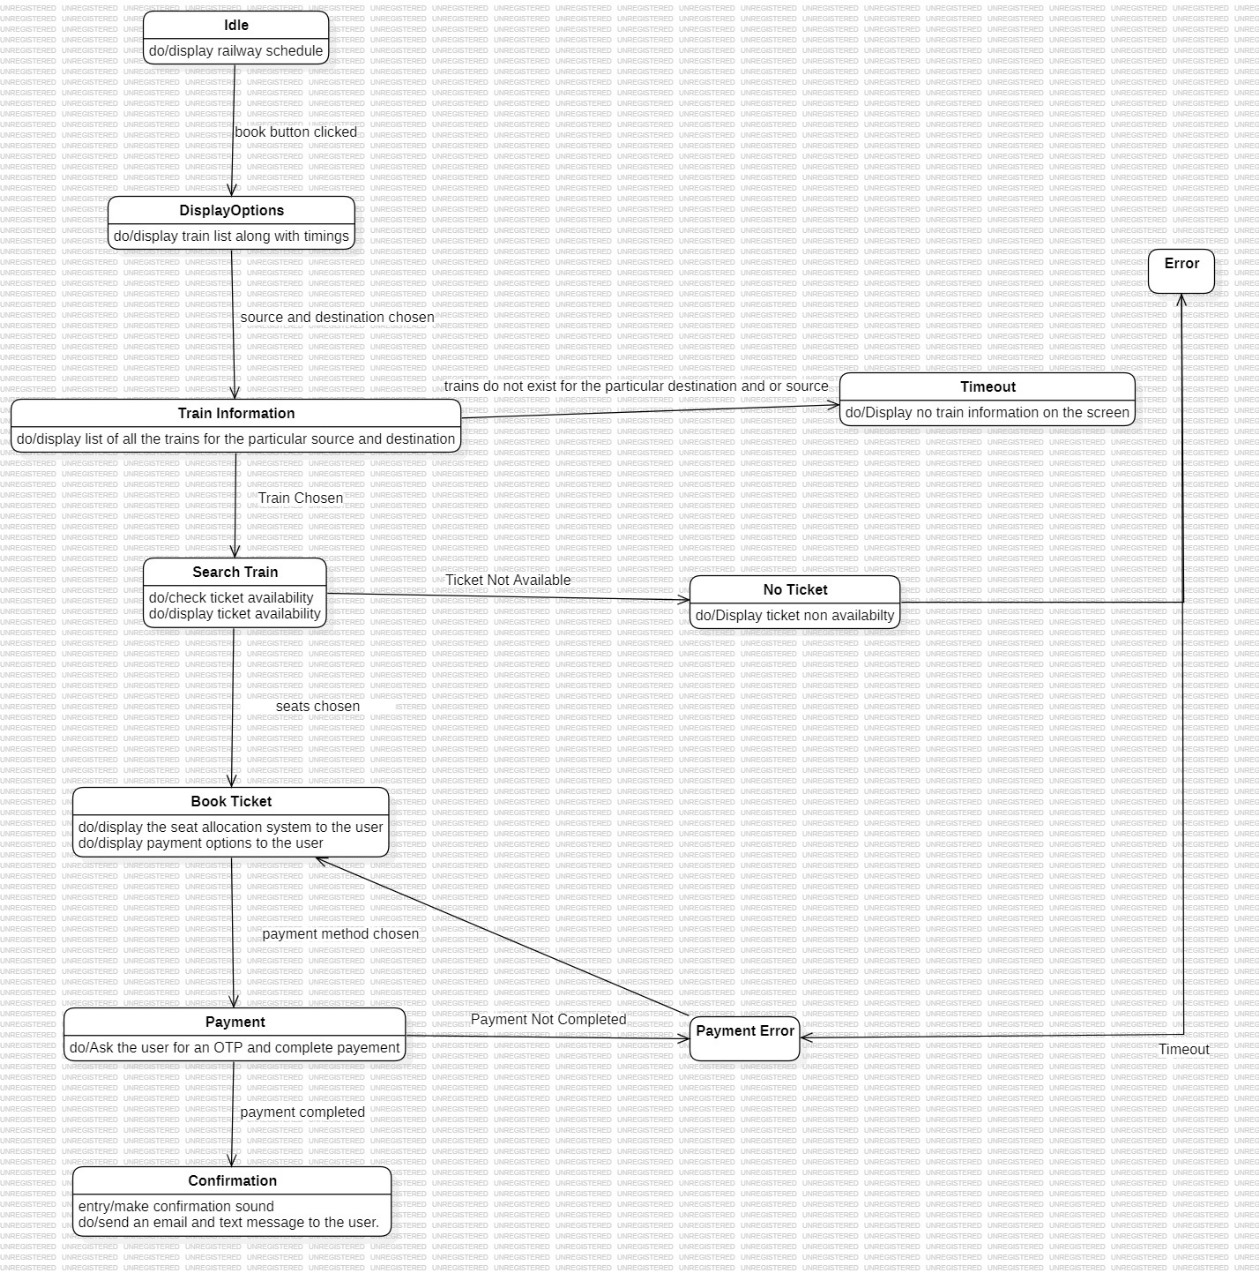 Idle
do/display railway schedule
book button clicked
DisplayOptions
do/display train list along with timings
Error
source and destination chosen
trains do not exist for the particular destination and or source
Timeout
do/Display no train information on the screen
Train Information
do/display list of all the trains for the particular source and destination
Train Chosen
Search Train
do/check ticket availability
do/display ticket availability
Ticket Not Available
No Ticket
do/Display ticket non availabilty
seats chosen
Book Ticket
do/display the seat allocation system to the user
do/display payment options to the user
payment method chosen
Payment
do/Ask the user for an OTP and complete payement
Payment Not Completed
Payment Error
Timeout
payment completed
Confirmation
entry/make confirmation sound
do/send an email and text message to the user.
UNREGISTERED